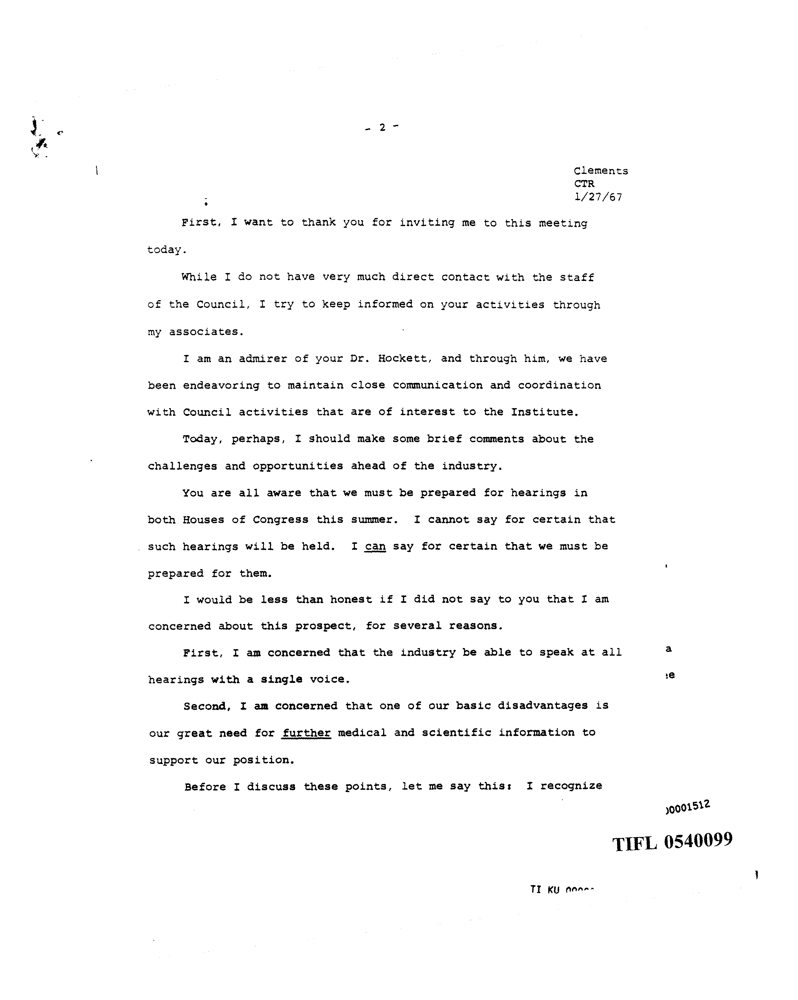 - 2 -
Clements
CTR
1/27/67
First, I want to thank you for inviting me to this meeting
today.
While I do not have very much direct contact with the staff
of the Council, I try to keep informed on your activities through
my associates.
I am an admirer of your Dr. Hockett, and through him, we have
been endeavoring to maintain close communication and coordination
with Council activities that are of interest to the Institute.
Today, perhaps, I should make some brief comments about the
challenges and opportunities ahead of the industry.
You are all aware that we must be prepared for hearings in
both Houses of Congress this summer. I cannot say for certain that
such hearings will be held. I can say for certain that we must be
prepared for them.
I would be less than honest if I did not say to you that I am
concerned about this prospect, for several reasons.
First, I am concerned that the industry be able to speak at all
a
hearings with a single voice.
Second, I am concerned that one of our basic disadvantages is
our great need for further medical and scientific information to
support our position.
Before I discuss these points, let me say this: I recognize
0001512
TIFL 0540099
TI KU